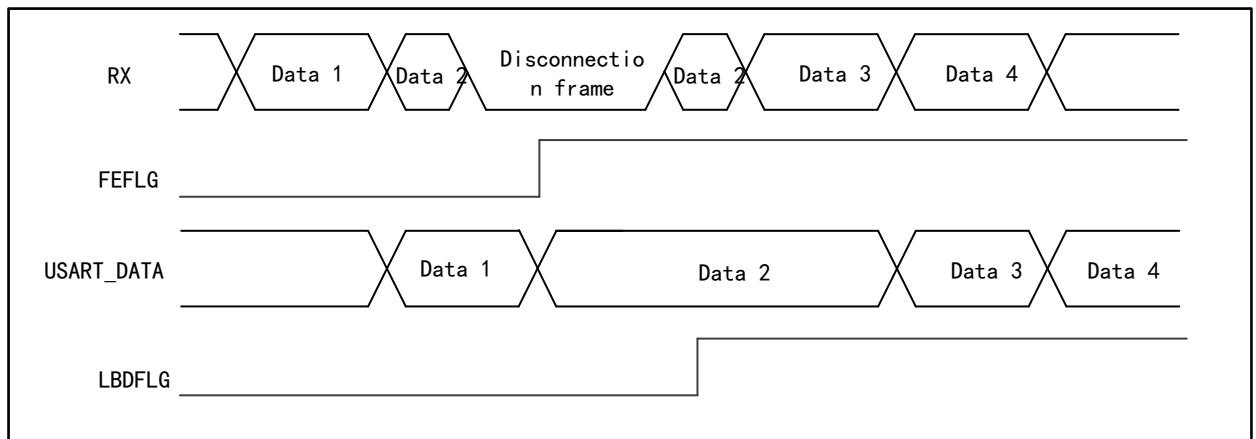 RX
Data 1
Data 2
Disconnectio
n frame
Data 2
Data 3
Data 4
FEFLG
USART_DATA
Data 1
Data 2
Data 3
Data 4
LBDFLG